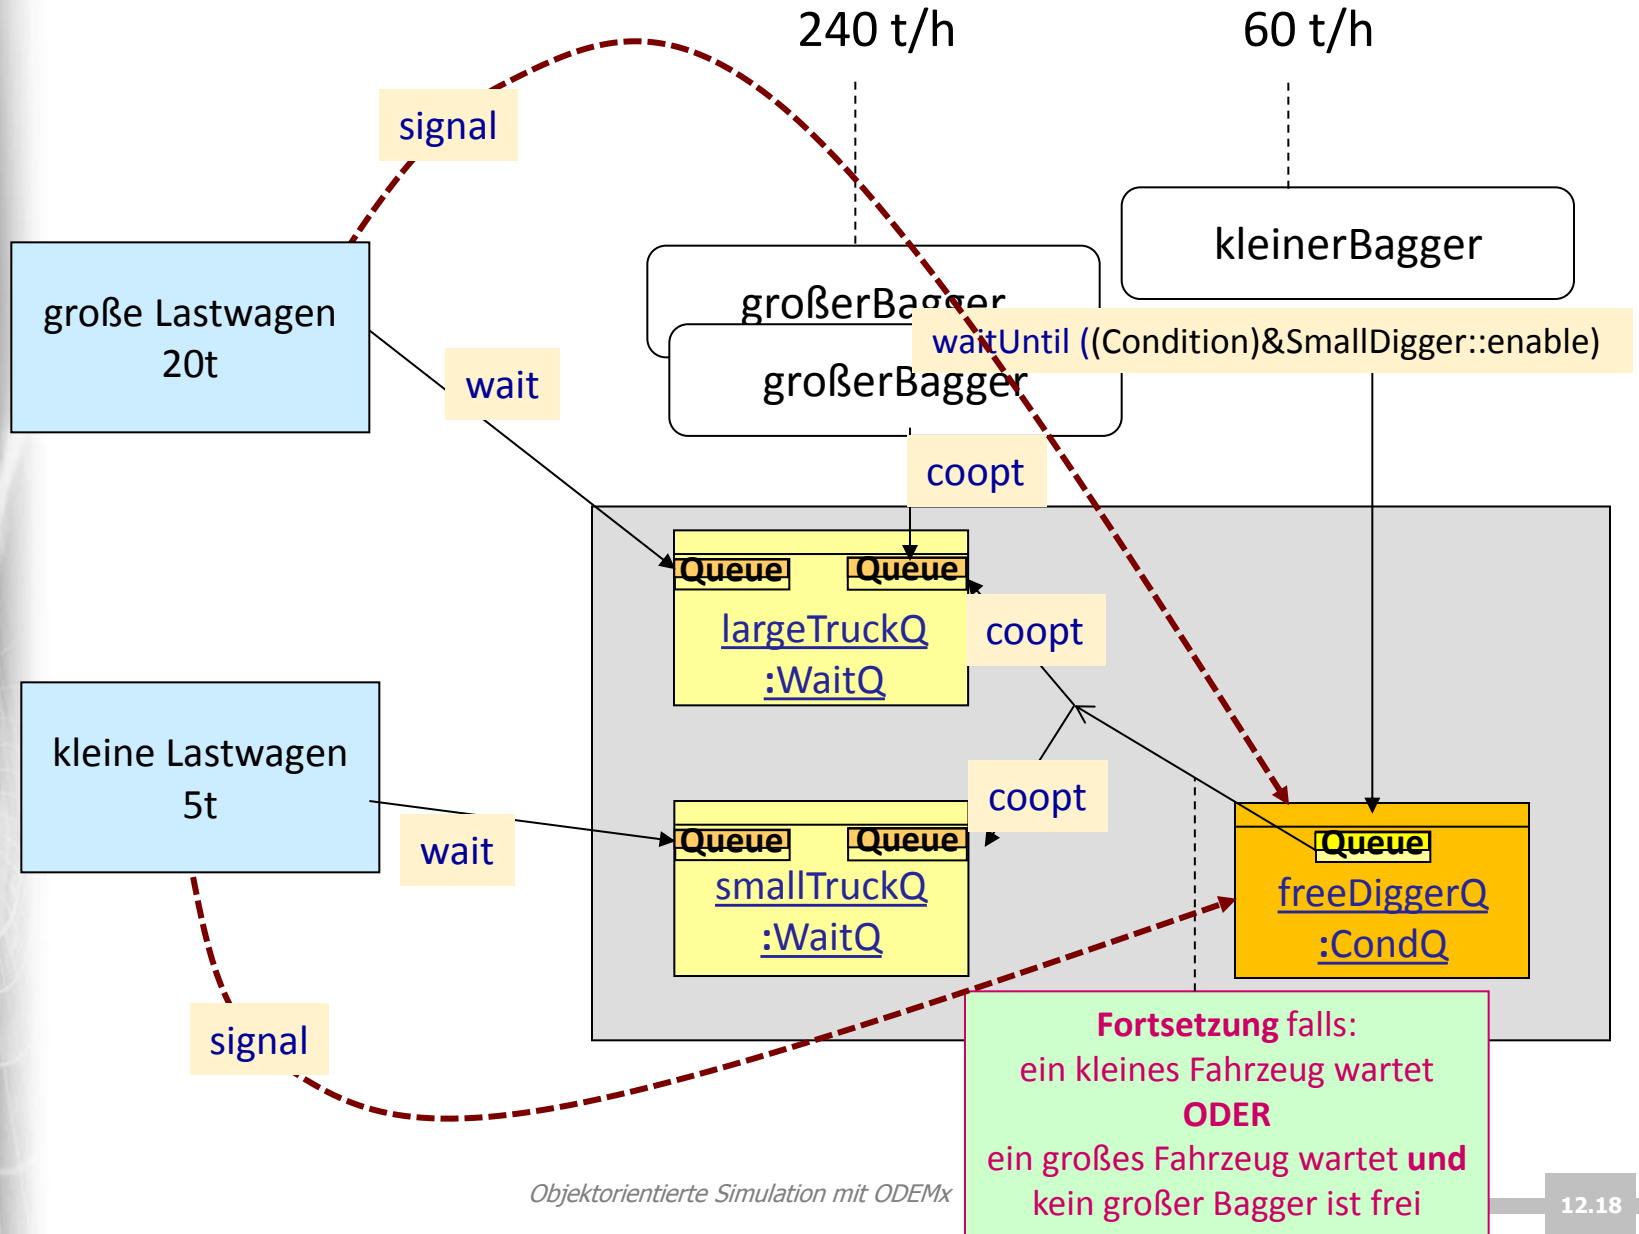 240 t/h
60 t/h
signal
kleinerBagger
große Lastwagen
20t
großerBagger
waitUntil ((Condition)&SmallDigger::enable)
großerBagger
wait
coopt
Queue
Queue
largeTruckQ
:WaitQ
coopt
kleine Lastwagen
5t
wait
coopt
Queue
Queue
smallTruckQ
:WaitQ
Queue
freeDiggerQ
:CondQ
signal
Fortsetzung falls:
ein kleines Fahrzeug wartet
ODER
ein großes Fahrzeug wartet und
kein großer Bagger ist frei
Objektorientierte Simulation mit ODEMx
12.18